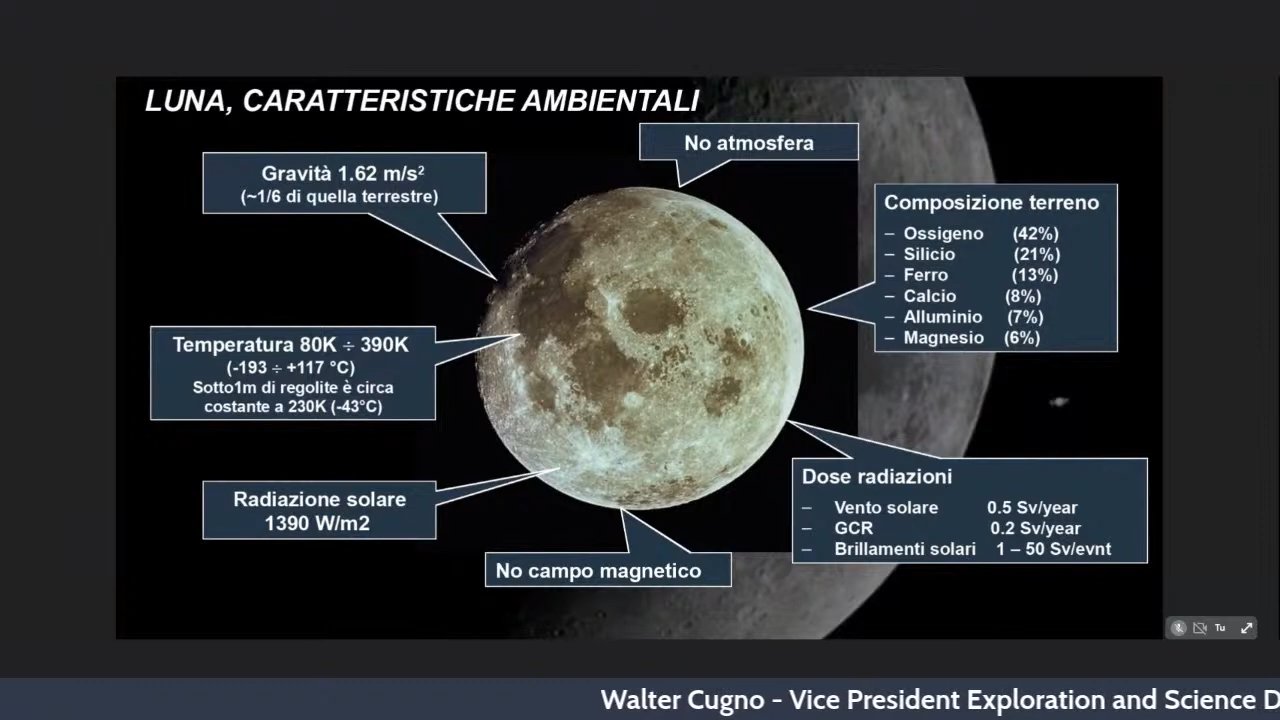 LUNA, CARATTERISTICHE AMBIENTALI
No atmosfera
Gravità 1.62 m/s²
(~1/6 di quella terrestre)
Composizione terreno
– Ossigeno (42%)
– Silicio (21%)
– Ferro (13%)
– Calcio (8%)
– Alluminio (7%)
– Magnesio (6%)
Temperatura 80K ÷ 390K
(-193 ÷ +117 °C)
Sotto1m di regolite è circa
costante a 230K (-43°C)
Dose radiazioni
– Vento solare 0.5 Sv/year
– GCR 0.2 Sv/year
– Brillamenti solari 1 – 50 Sv/evnt
Radiazione solare
1390 W/m2
No campo magnetico
Tu
Walter Cugno - Vice President Exploration and Science D